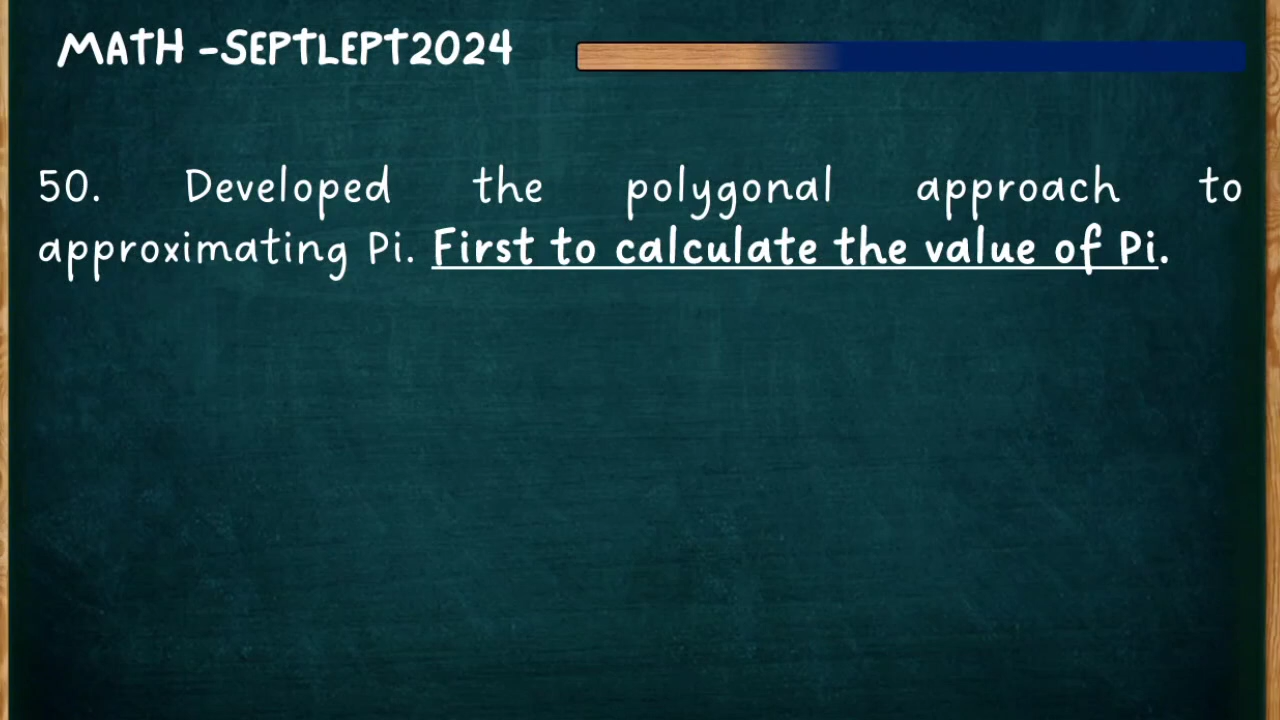 MATH -SEPTLEPT2024
50. Developed the polygonal approach to
approximating Pi. First to calculate the value of Pi.